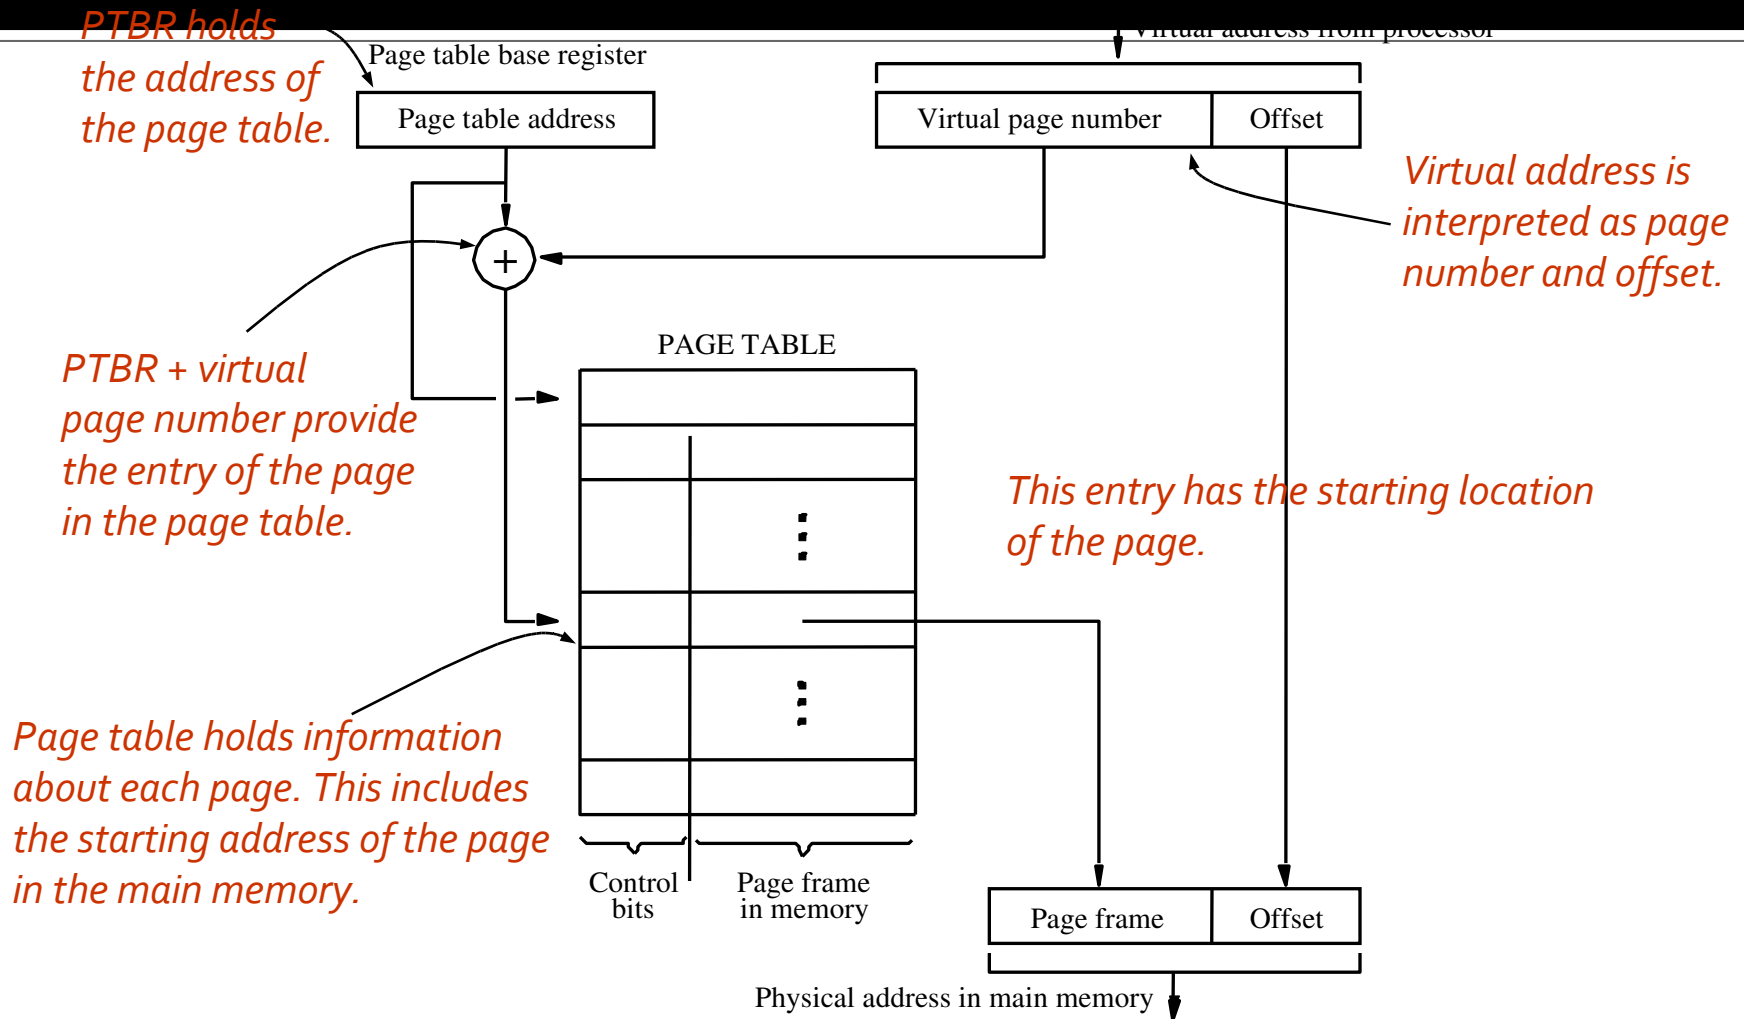 PTBR holds
the address of
the page table.
Page table base register
Page table address
Virtual address from processor
Virtual page number
Offset
Virtual address is
interpreted as page
number and offset.
+
PTBR + virtual
page number provide
the entry of the page
in the page table.
PAGE TABLE
This entry has the starting location
of the page.
Page table holds information
about each page. This includes
the starting address of the page
in the main memory.
Control
bits
Page frame
in memory
Page frame
Offset
Physical address in main memory